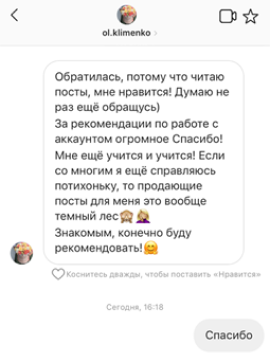 ol.klimenko
Обратилась, потому что читаю
посты, мне нравится! Думаю не
раз ещё обращусь)
За рекомендации по работе с
аккаунтом огромное Спасибо!
Мне ещё учится и учится! Если
со многим я ещё справляюсь
потихоньку, то продающие
посты для меня это вообще
темный лес🙊🤦‍♀️
Знакомым, конечно буду
рекомендовать!🤗
Коснитесь дважды, чтобы поставить «Нравится»
Сегодня, 16:18
Спасибо